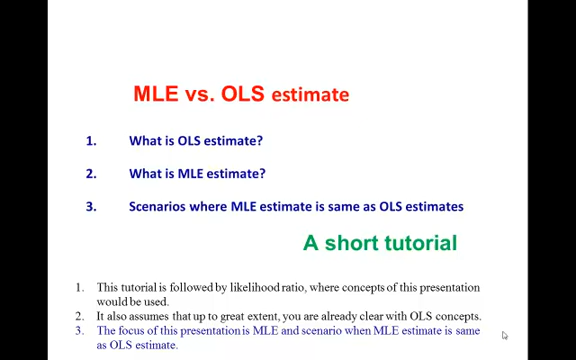 MLE vs. OLS estimate
1. What is OLS estimate?
2. What is MLE estimate?
3. Scenarios where MLE estimate is same as OLS estimates
A short tutorial
1. This tutorial is followed by likelihood ratio, where concepts of this presentation
would be used.
2. It also assumes that up to great extent, you are already clear with OLS concepts.
3. The focus of this presentation is MLE and scenario when MLE estimate is same
as OLS estimate.